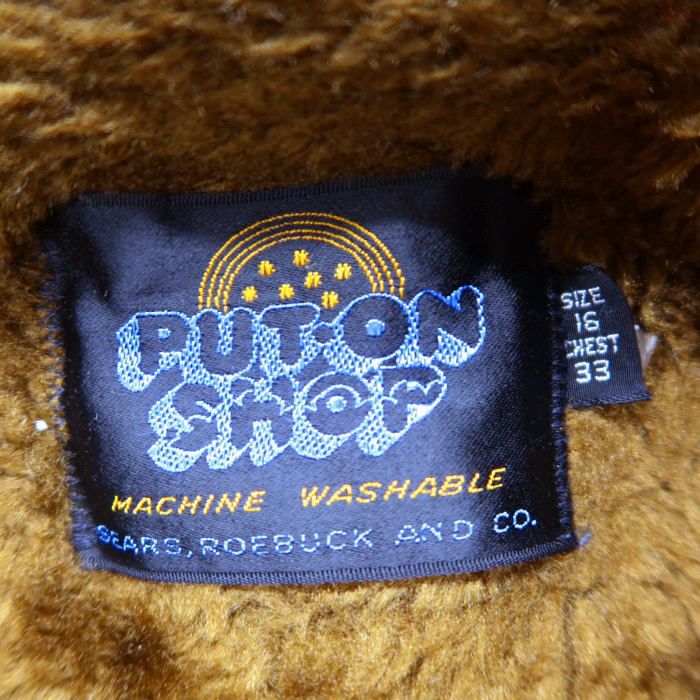 PUT-ON
SHOP
MACHINE WASHABLE
SEARS, ROEBUCK AND CO.
SIZE
16
CHEST
33